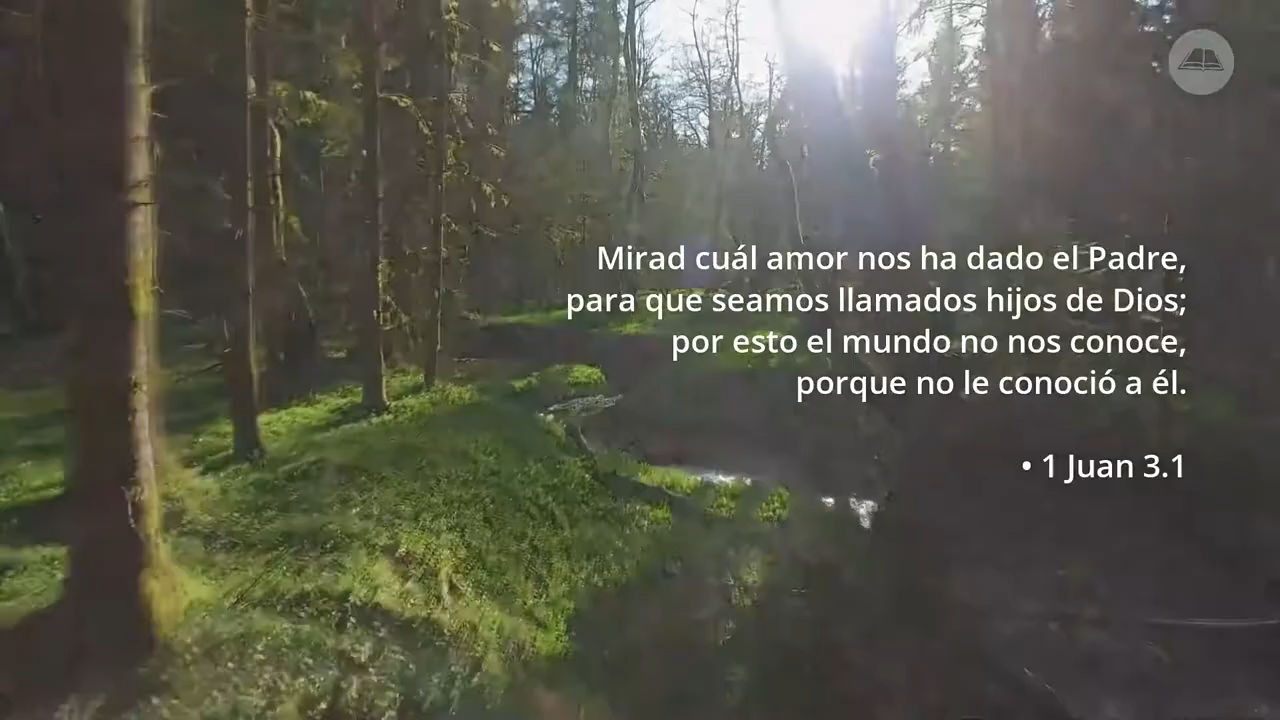 Mirad cuál amor nos ha dado el Padre,
para que seamos llamados hijos de Dios;
por esto el mundo no nos conoce,
porque no le conoció a él.
• 1 Juan 3.1